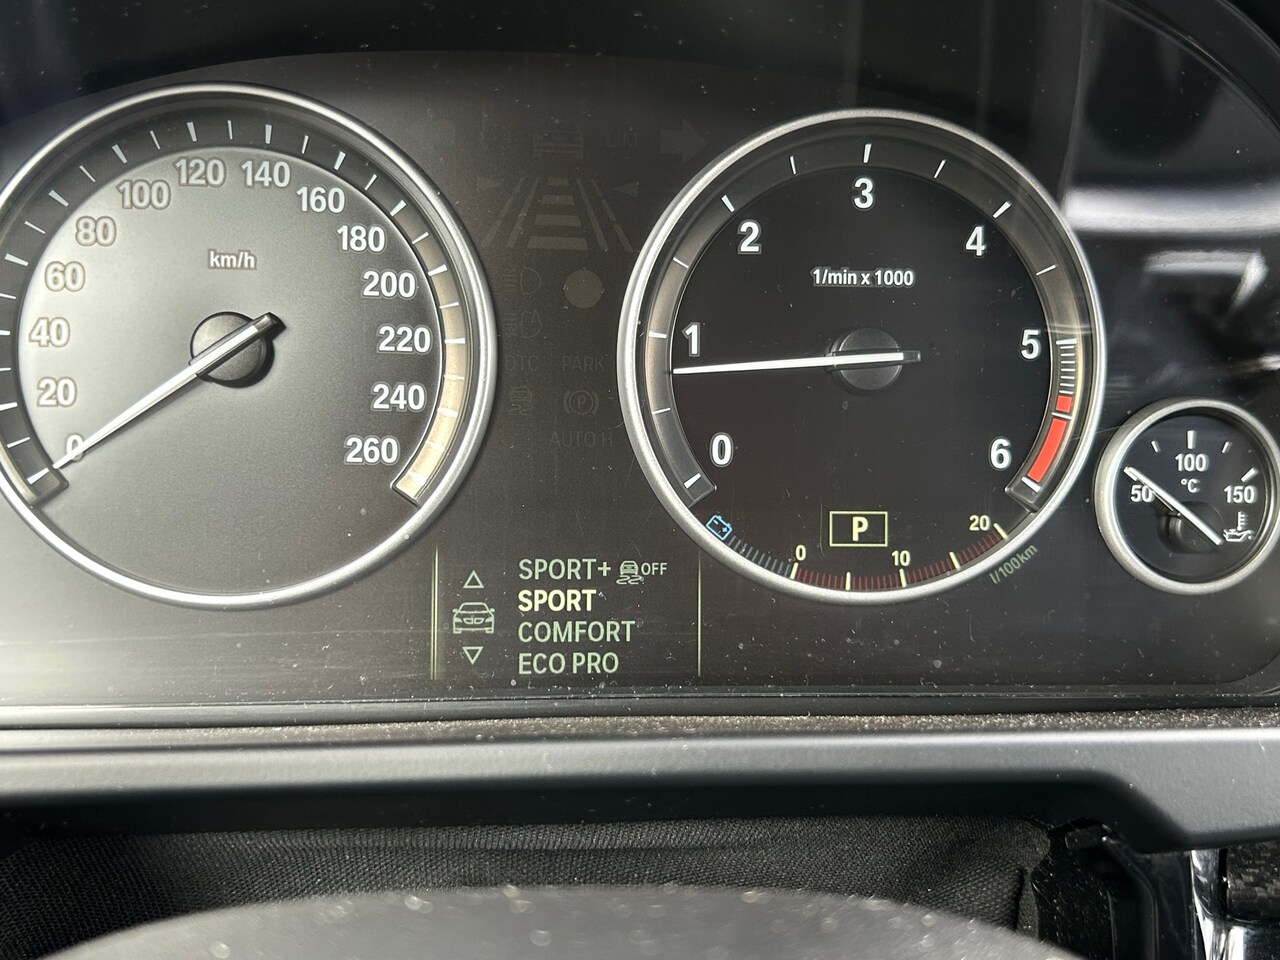 0
20
40
60
80
100
120
140
160
180
200
220
240
260
km/h
DTC
PARK
(P)
AUTO H
0
1
2
3
4
5
6
1/min x 1000
P
0
10
20
l/100km
50
100
150
°C
SPORT+ OFF
SPORT
COMFORT
ECO PRO